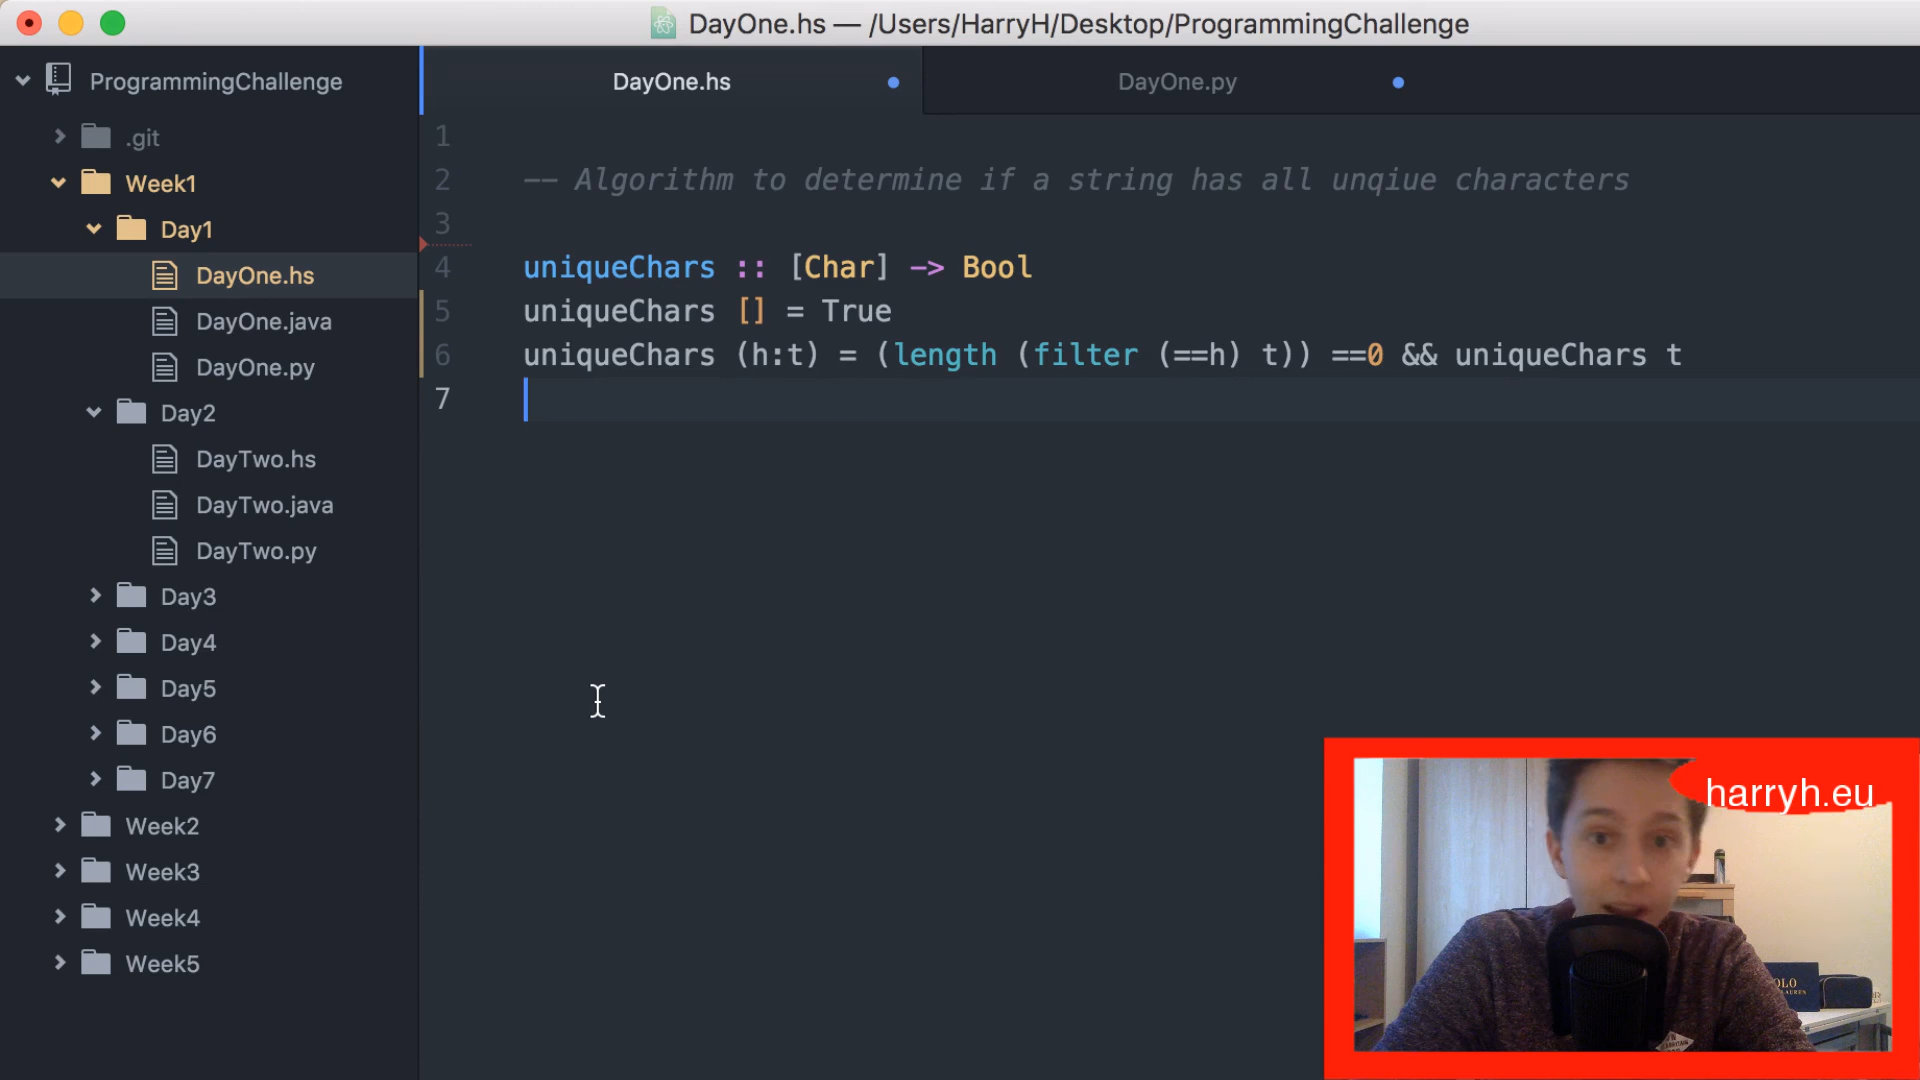 DayOne.hs — /Users/HarryH/Desktop/ProgrammingChallenge
ProgrammingChallenge
.git
Week1
Day1
DayOne.hs
DayOne.java
DayOne.py
Day2
DayTwo.hs
DayTwo.java
DayTwo.py
Day3
Day4
Day5
Day6
Day7
Week2
Week3
Week4
Week5
DayOne.hs
DayOne.py
1
2 -- Algorithm to determine if a string has all unqiue characters
3
4 uniqueChars :: [Char] -> Bool
5 uniqueChars [] = True
6 uniqueChars (h:t) = (length (filter (==h) t)) ==0 && uniqueChars t
7
harryh.eu